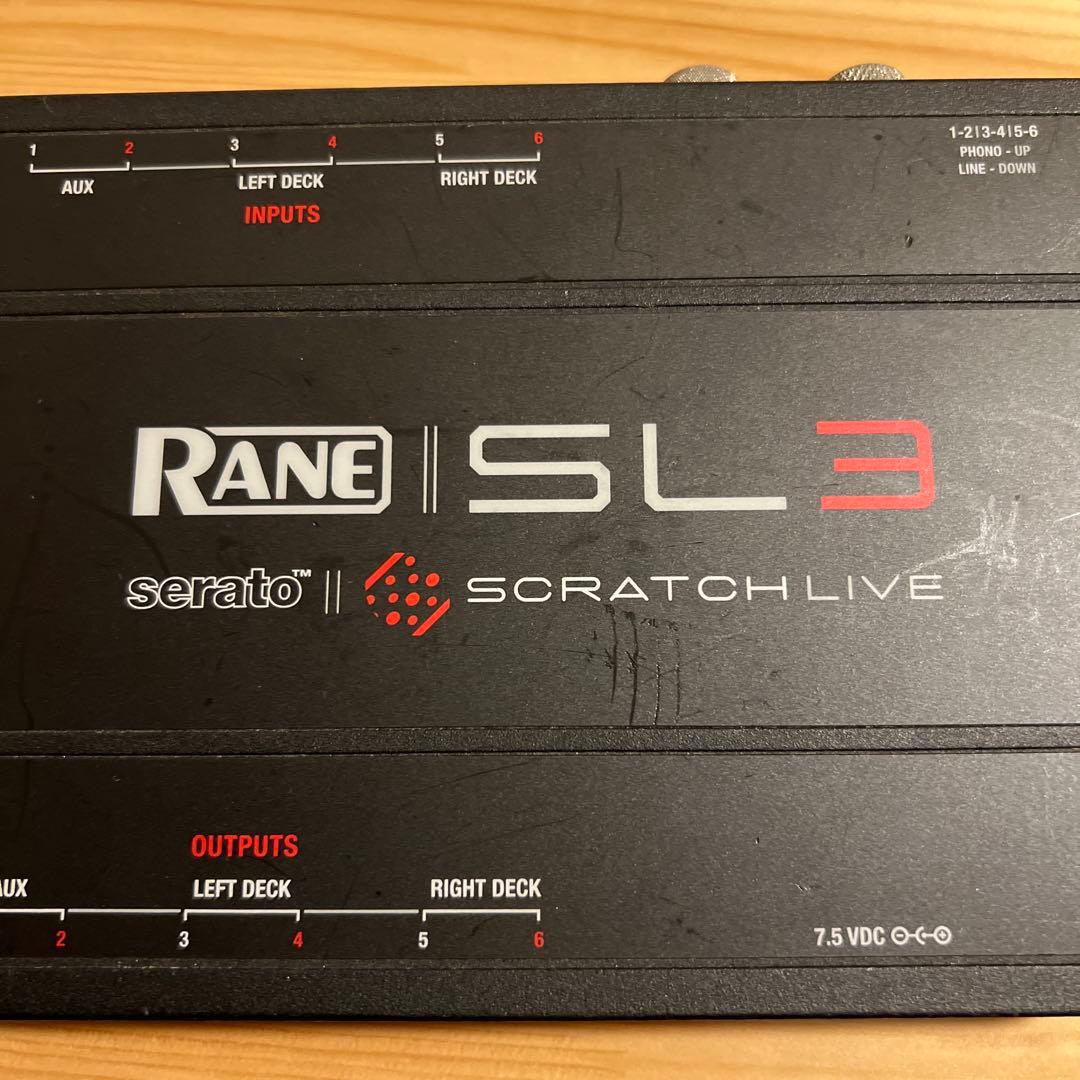 1 2 3 4 5 6
AUX LEFT DECK RIGHT DECK
INPUTS
1-2|3-4|5-6
PHONO - UP
LINE - DOWN
RANE || SL3
serato™ || SCRATCH LIVE
OUTPUTS
AUX LEFT DECK RIGHT DECK
2 3 4 5 6
7.5 VDC